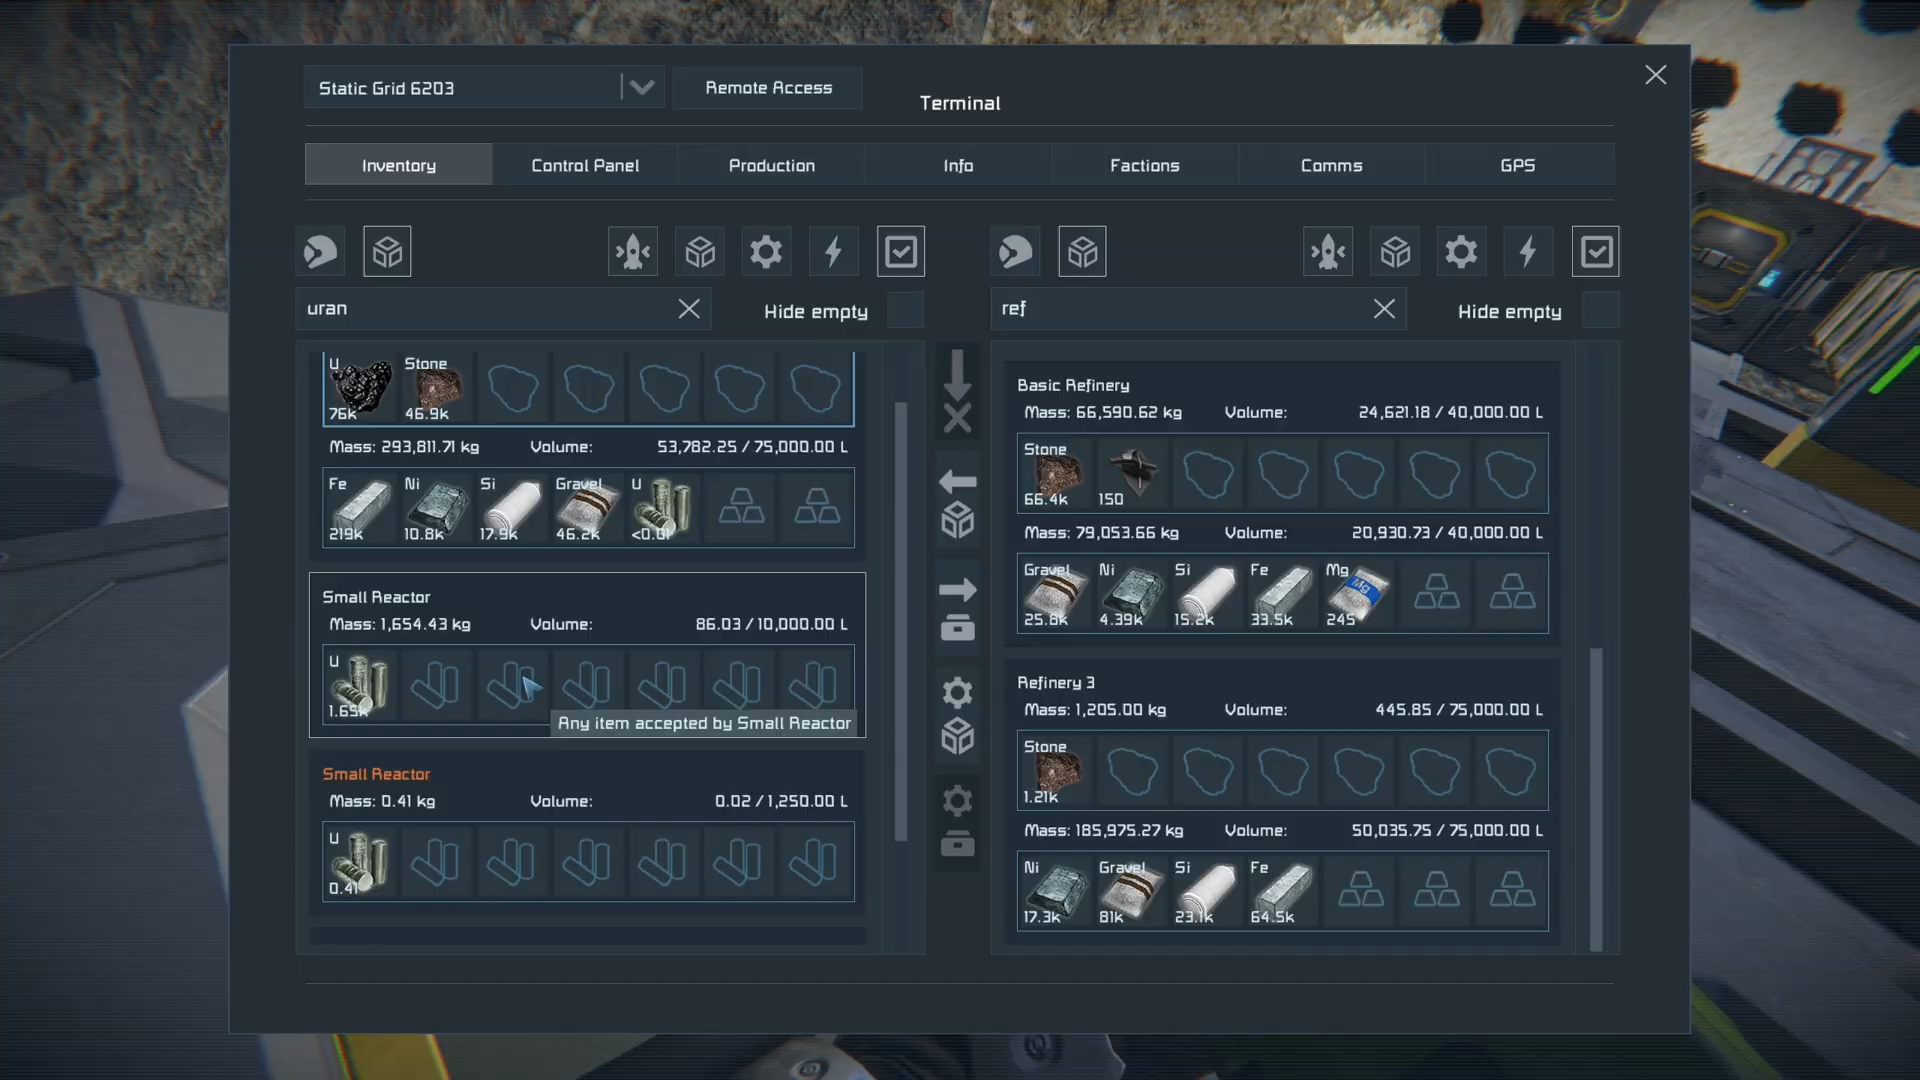 Static Grid 6203
Remote Access
Terminal
Inventory
Control Panel
Production
Info
Factions
Comms
GPS
uran
Hide empty
U
Stone
76k
46.9k
Mass: 293,811.71 kg
Volume:
53,782.25 / 75,000.00 L
Fe
Ni
Si
Gravel
U
219k
10.8k
17.9k
46.2k
<0.01
Small Reactor
Mass: 1,654.43 kg
Volume:
86.03 / 10,000.00 L
U
1.65k
Any item accepted by Small Reactor
Small Reactor
Mass: 0.41 kg
Volume:
0.02 / 1,250.00 L
U
0.41
ref
Hide empty
Basic Refinery
Mass: 66,590.62 kg
Volume:
24,621.18 / 40,000.00 L
Stone
66.4k
150
Mass: 79,053.66 kg
Volume:
20,930.73 / 40,000.00 L
Gravel
Ni
Si
Fe
Mg
Mg
25.8k
4.39k
15.2k
33.5k
245
Refinery 3
Mass: 1,205.00 kg
Volume:
445.85 / 75,000.00 L
Stone
1.21k
Mass: 185,975.27 kg
Volume:
50,035.75 / 75,000.00 L
Ni
Gravel
Si
Fe
17.3k
81k
23.1k
64.5k